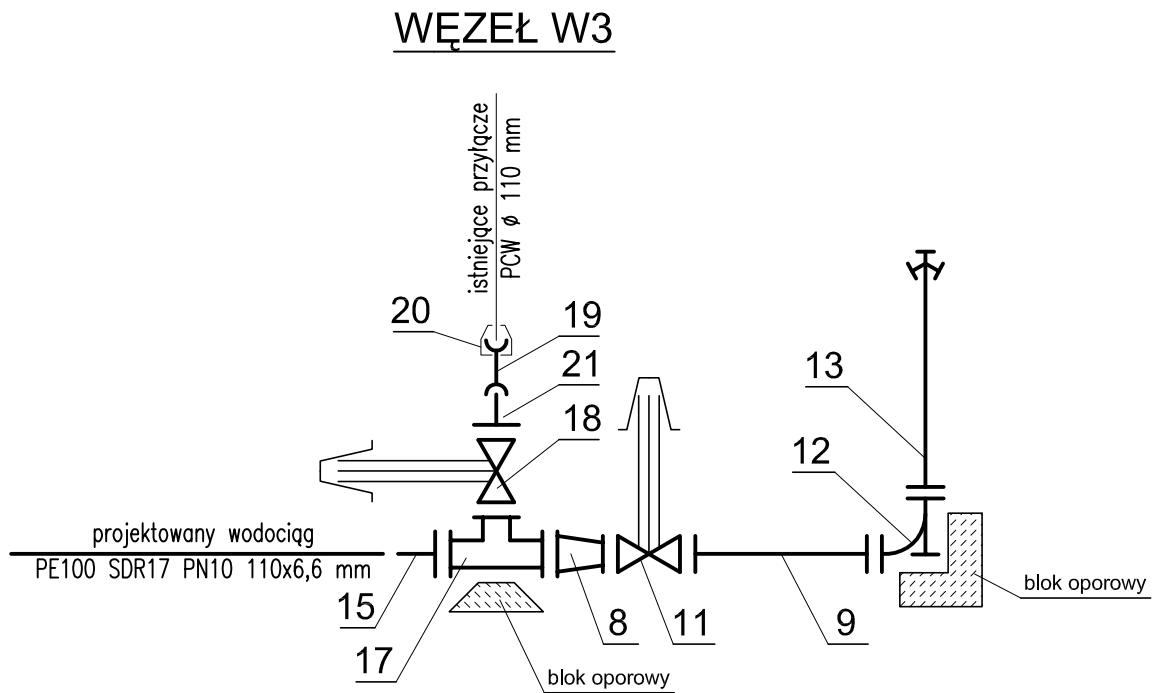 WĘZEŁ W3
istniejące przyłącze
PCW ø 110 mm
20
19
21
18
13
12
projektowany wodociąg
PE100 SDR17 PN10 110x6,6 mm
15
17
8
11
9
blok oporowy
blok oporowy